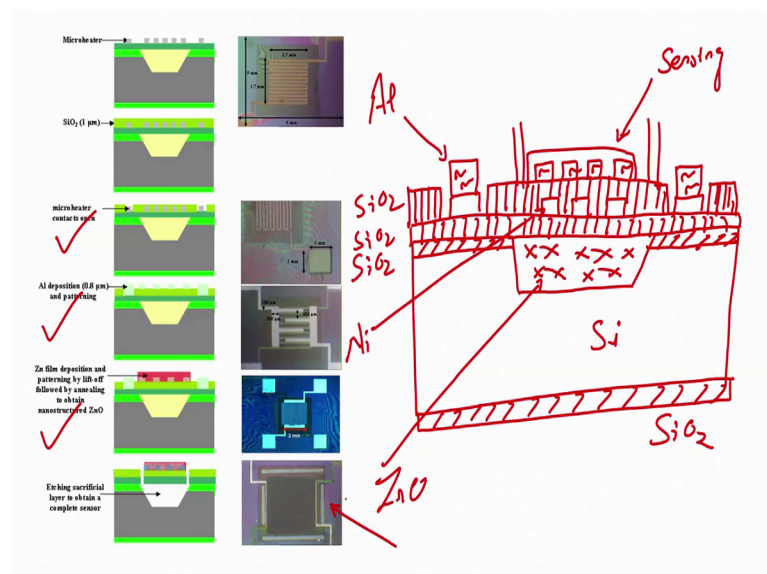 Microheater
SiO₂ (1 µm)
microheater
contacts open
Al deposition (0.8 µm)
and patterning
Zn film deposition and
patterning by lift-off
followed by annealing
to obtain
nanostructured ZnO
Etching sacrificial
layer to obtain a
complete sensor
1.7 mm
5 mm
1.7 mm
5 mm
1 mm
1 mm
2 mm
Al
Sensing
SiO₂
SiO₂
SiO₂
Ni
Si
SiO₂
ZnO